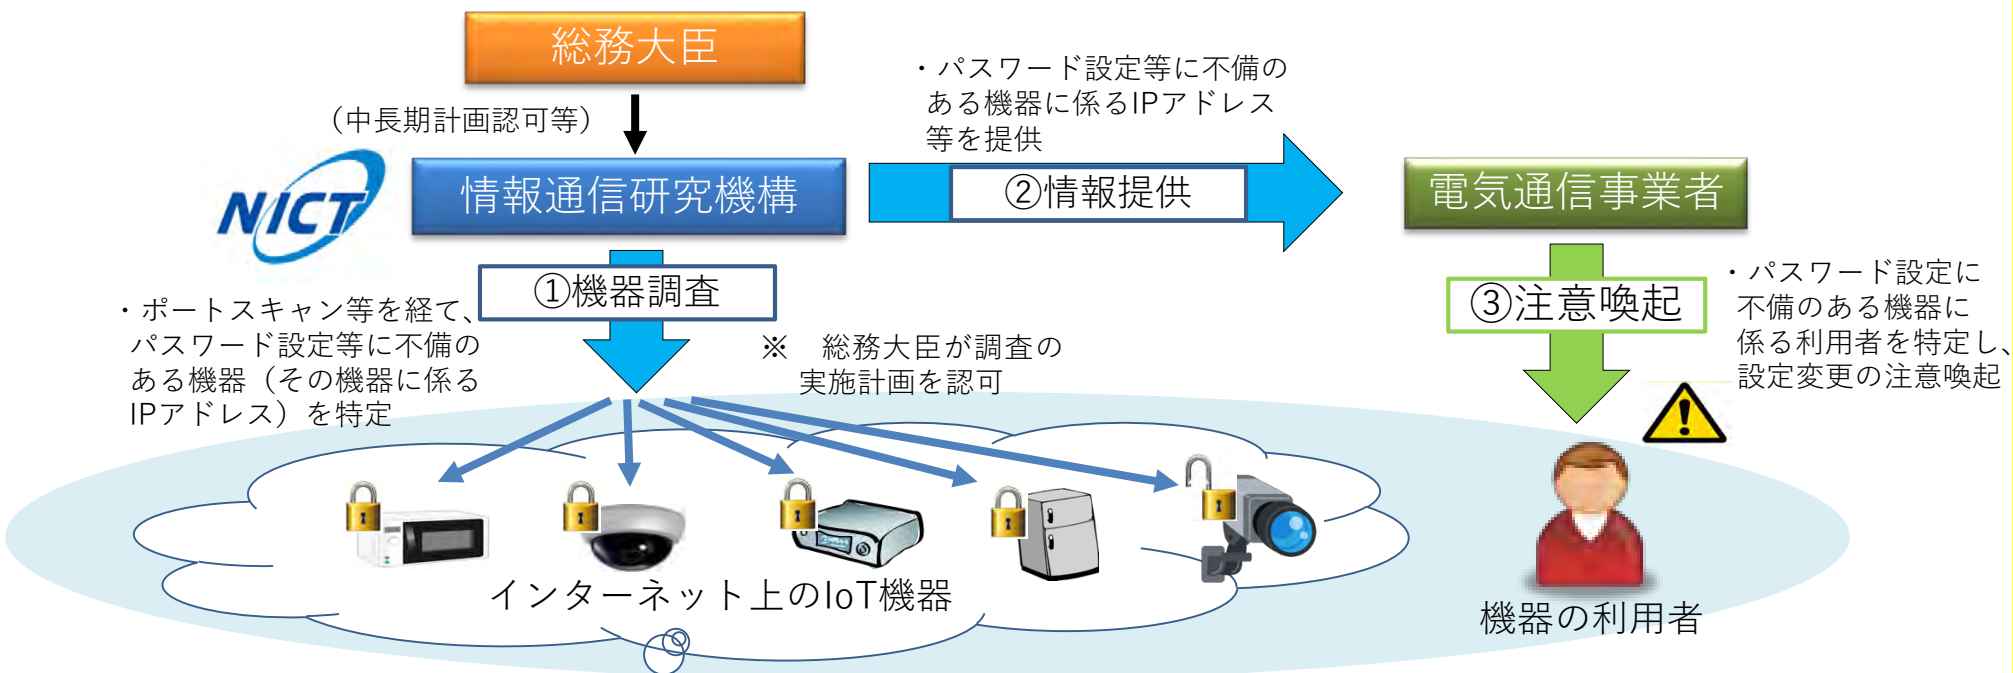 総務大臣
（中長期計画認可等）
NICT
情報通信研究機構
・パスワード設定等に不備の
ある機器に係るIPアドレス
等を提供
②情報提供
電気通信事業者
①機器調査
・ポートスキャン等を経て、
パスワード設定等に不備の
ある機器（その機器に係る
IPアドレス）を特定
※　総務大臣が調査の
実施計画を認可
③注意喚起
・パスワード設定に
不備のある機器に
係る利用者を特定し、
設定変更の注意喚起
インターネット上のIoT機器
機器の利用者